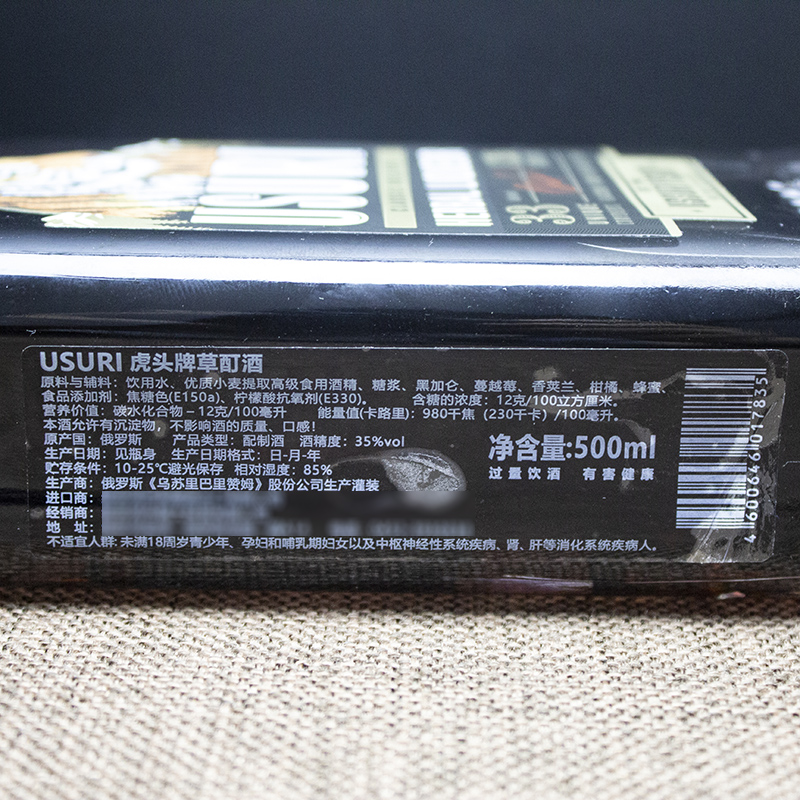 33
USURI 虎头牌草酊酒
原料与辅料：饮用水、优质小麦提取高级食用酒精、糖浆、黑加仑、蔓越莓、香荚兰、柑橘、蜂蜜、
食品添加剂：焦糖色(E150a)、柠檬酸抗氧剂(E330)。 含糖的浓度：12克/100立方厘米。
营养价值：碳水化合物－12克/100毫升 能量值(卡路里)：980千焦（230千卡）/100毫升。
本酒允许有沉淀物，不影响酒的质量、口感！
原产国：俄罗斯 产品类型：配制酒 酒精度：35%vol
生产日期：见瓶身 生产日期格式：日-月-年
贮存条件：10-25℃避光保存 相对湿度：85%
生产商：俄罗斯《乌苏里巴里赞姆》股份公司生产灌装
进口商：
经销商：
地 址：
不适宜人群：未满18周岁青少年、孕妇和哺乳期妇女以及中枢神经性系统疾病、肾、肝等消化系统疾病人。
净含量:500ml
过量饮酒 有害健康
4600646017835